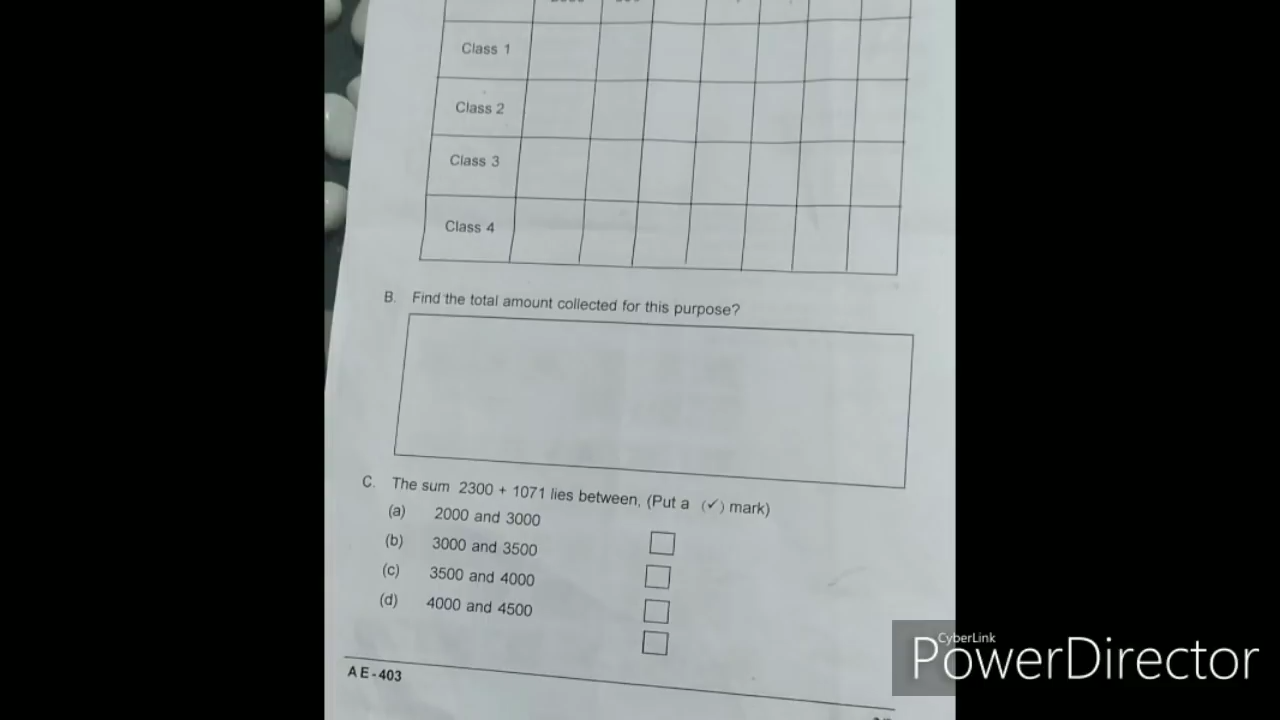 Class 1
Class 2
Class 3
Class 4
B. Find the total amount collected for this purpose?
C. The sum 2300 + 1071 lies between, (Put a (✓) mark)
(a) 2000 and 3000
(b) 3000 and 3500
(c) 3500 and 4000
(d) 4000 and 4500
AE-403
CyberLink
PowerDirector